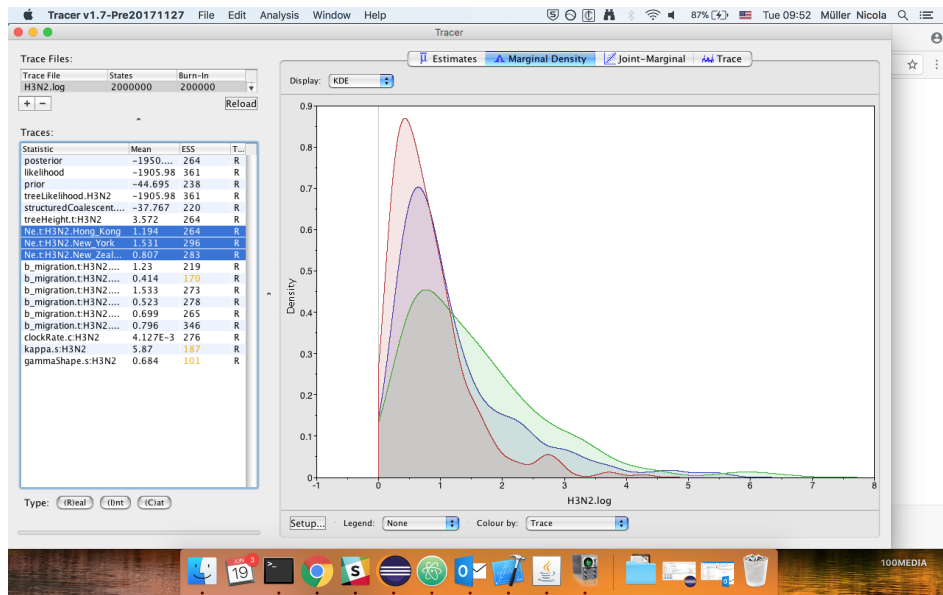 Tracer v1.7-Pre20171127 File Edit Analysis Window Help 87% Tue 09:52 Müller Nicola
Tracer
Trace Files:
Trace File States Burn-In
H3N2.log 2000000 200000
+ − Reload
Traces:
Statistic Mean ESS T...
posterior -1950.... 264 R
likelihood -1905.98 361 R
prior -44.695 238 R
treeLikelihood.H3N2 -1905.98 361 R
structuredCoalescent.... -37.767 220 R
treeHeight.t:H3N2 3.572 264 R
Ne.t:H3N2.Hong_Kong 1.194 264 R
Ne.t:H3N2.New_York 1.531 296 R
Ne.t:H3N2.New_Zeal... 0.807 283 R
b_migration.t:H3N2.... 1.23 219 R
b_migration.t:H3N2.... 0.414 170 R
b_migration.t:H3N2.... 1.533 273 R
b_migration.t:H3N2.... 0.523 278 R
b_migration.t:H3N2.... 0.699 265 R
b_migration.t:H3N2.... 0.796 346 R
clockRate.c:H3N2 4.127E-3 276 R
kappa.s:H3N2 5.87 187 R
gammaShape.s:H3N2 0.684 101 R
Type: (R)eal (I)nt (C)at
Estimates Marginal Density Joint-Marginal Trace
Display: KDE
0.9
0.8
0.7
0.6
0.5
0.4
0.3
0.2
0.1
0
Density
-1 0 1 2 3 4 5 6 7 8
H3N2.log
Setup... Legend: None Colour by: Trace
JUN 3
19
100MEDIA